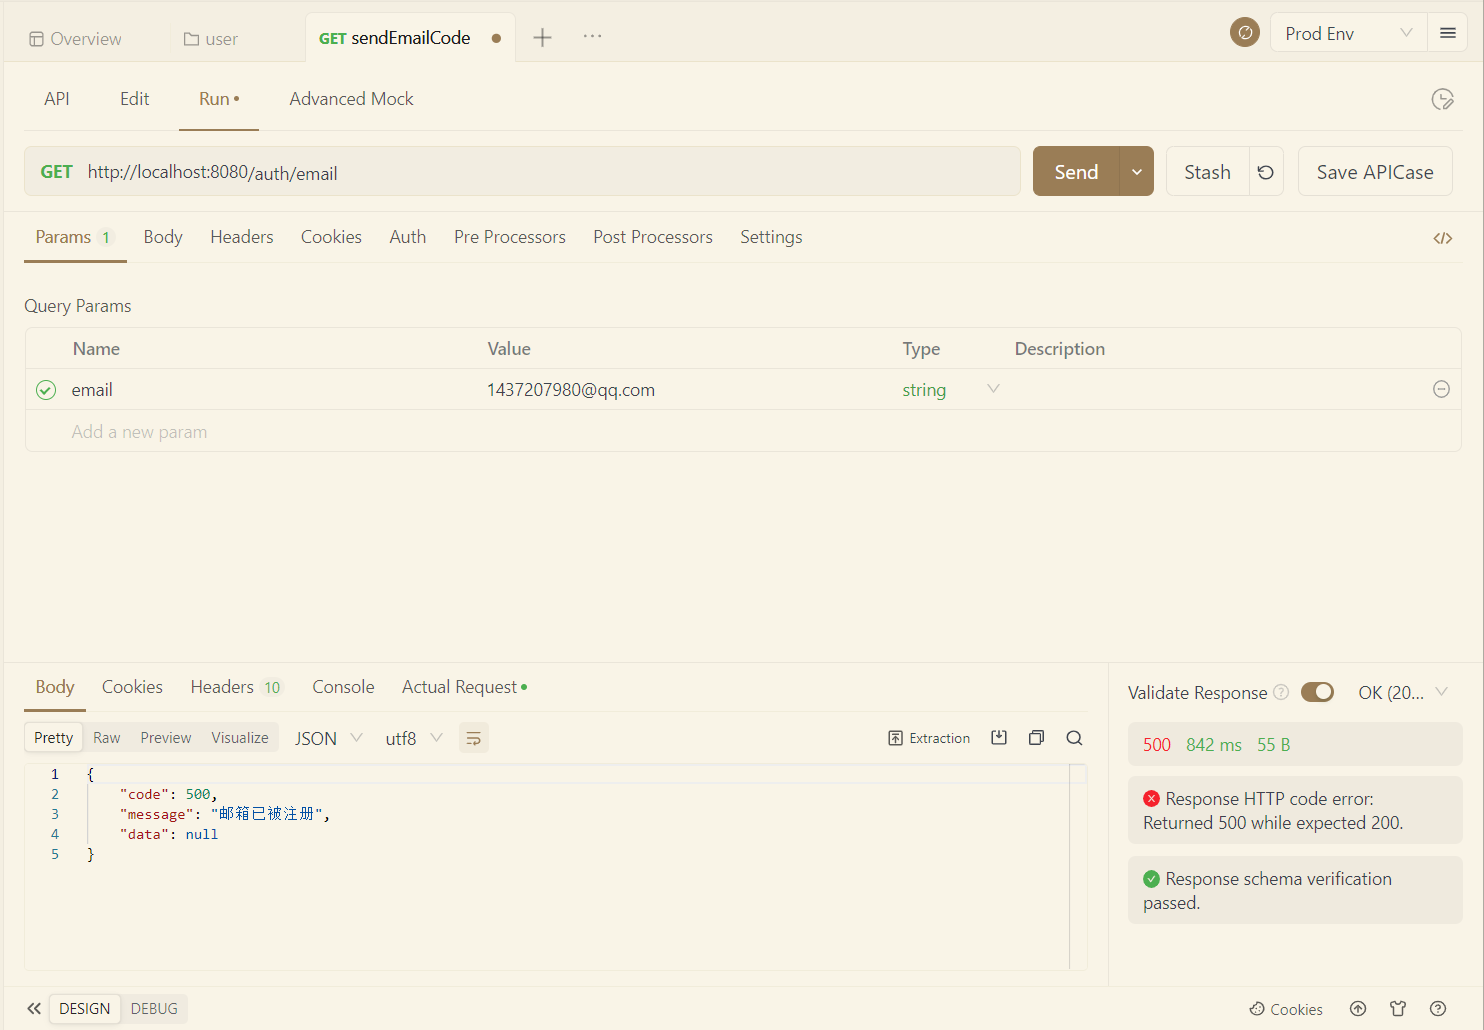 Overview
user
GET sendEmailCode
Prod Env
API
Edit
Run
Advanced Mock
GET http://localhost:8080/auth/email
Send
Stash
Save APICase
Params 1
Body
Headers
Cookies
Auth
Pre Processors
Post Processors
Settings
Query Params
Name Value Type Description
email 1437207980@qq.com string
Add a new param
Body
Cookies
Headers 10
Console
Actual Request
Validate Response
OK (20...
Pretty
Raw
Preview
Visualize
JSON
utf8
Extraction
1 {
2 "code": 500,
3 "message": "邮箱已被注册",
4 "data": null
5 }
500 842 ms 55 B
Response HTTP code error:
Returned 500 while expected 200.
Response schema verification
passed.
DESIGN
DEBUG
Cookies